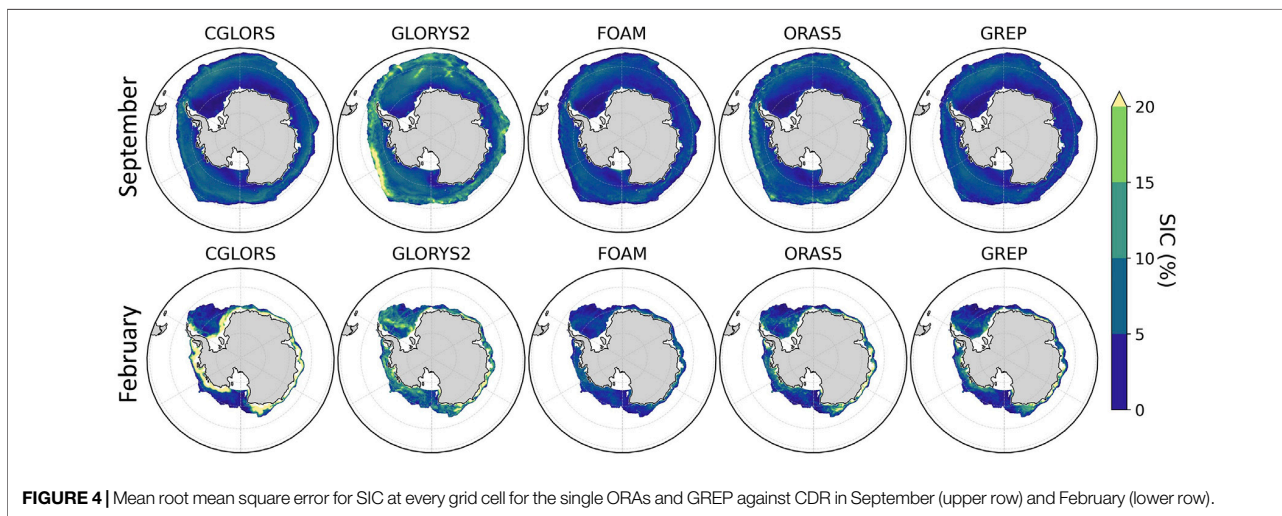 CGLORS GLORYS2 FOAM ORAS5 GREP
September
CGLORS GLORYS2 FOAM ORAS5 GREP
February
20
15
10
5
0
SIC (%)
FIGURE 4 | Mean root mean square error for SIC at every grid cell for the single ORAs and GREP against CDR in September (upper row) and February (lower row).